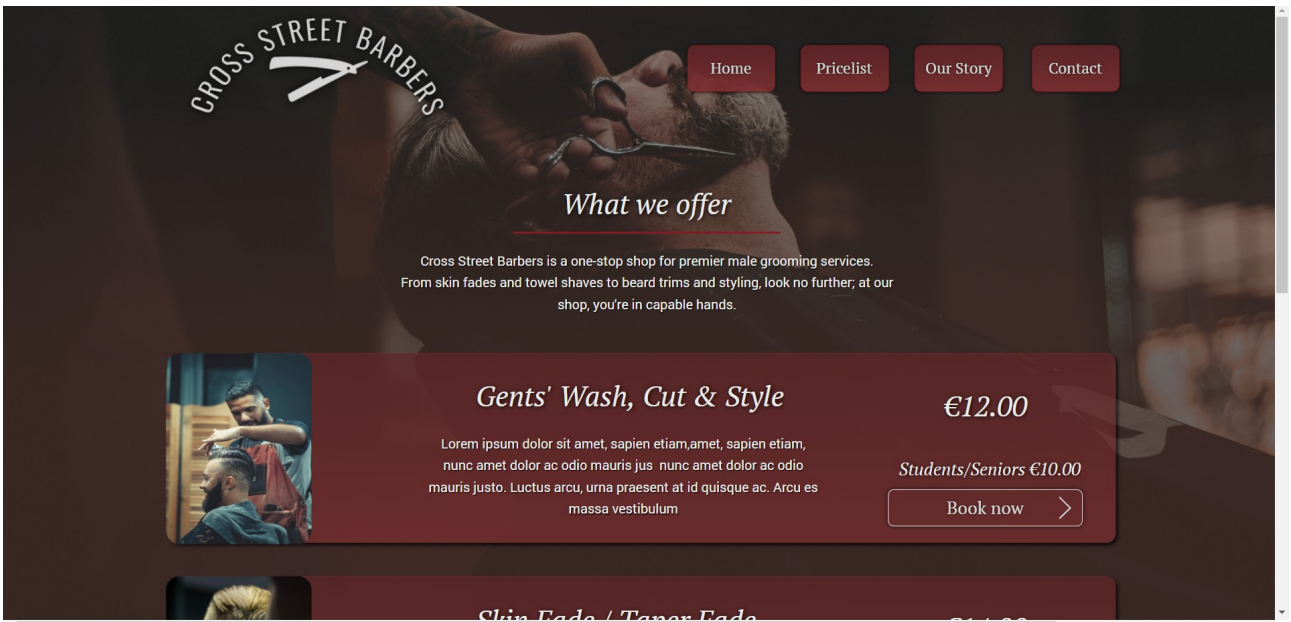 CROSS STREET BARBERS
Home
Pricelist
Our Story
Contact
What we offer
Cross Street Barbers is a one-stop shop for premier male grooming services.
From skin fades and towel shaves to beard trims and styling, look no further; at our
shop, you're in capable hands.
Gents' Wash, Cut & Style
€12.00
Lorem ipsum dolor sit amet, sapien etiam,amet, sapien etiam,
nunc amet dolor ac odio mauris jus  nunc amet dolor ac odio
mauris justo. Luctus arcu, urna praesent at id quisque ac. Arcu es
massa vestibulum
Students/Seniors €10.00
Book now
Skin Fade / Taper Fade